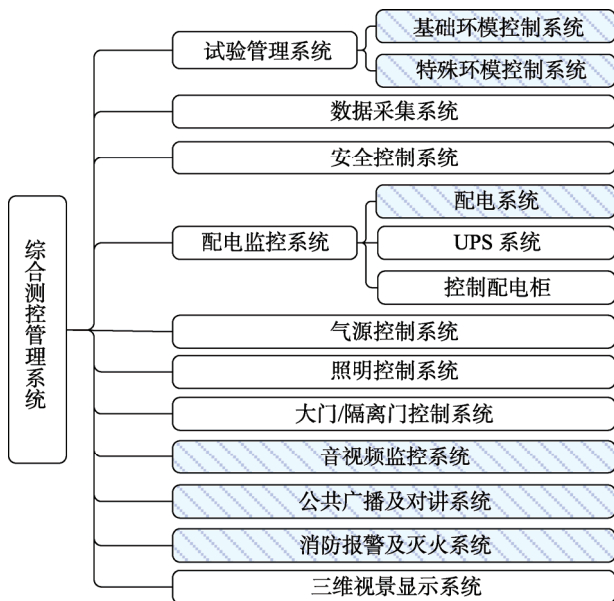 综合测控管理系统
试验管理系统
基础环模控制系统
特殊环模控制系统
数据采集系统
安全控制系统
配电监控系统
配电系统
UPS 系统
控制配电柜
气源控制系统
照明控制系统
大门/隔离门控制系统
音视频监控系统
公共广播及对讲系统
消防报警及灭火系统
三维视景显示系统